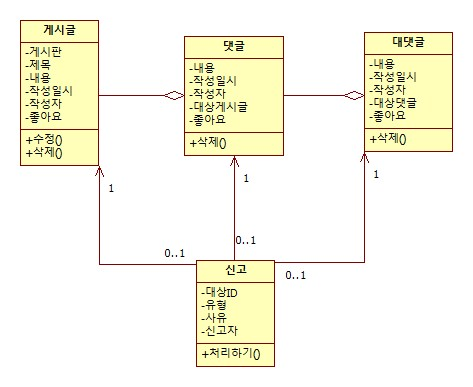 게시글
-게시판
-제목
-내용
-작성일시
-작성자
-좋아요
+수정()
+삭제()
댓글
-내용
-작성일시
-작성자
-대상게시글
-좋아요
+삭제()
대댓글
-내용
-작성일시
-작성자
-대상댓글
-좋아요
+삭제()
1
1
1
0..1
0..1
0..1
신고
-대상ID
-유형
-사유
-신고자
+처리하기()